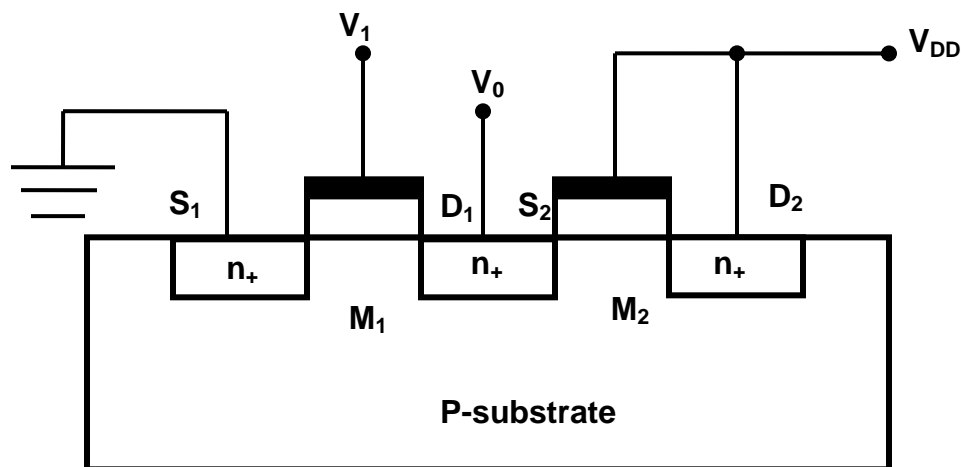 V1
V0
VDD
S1
D1
S2
D2
n+
n+
n+
M1
M2
P-substrate